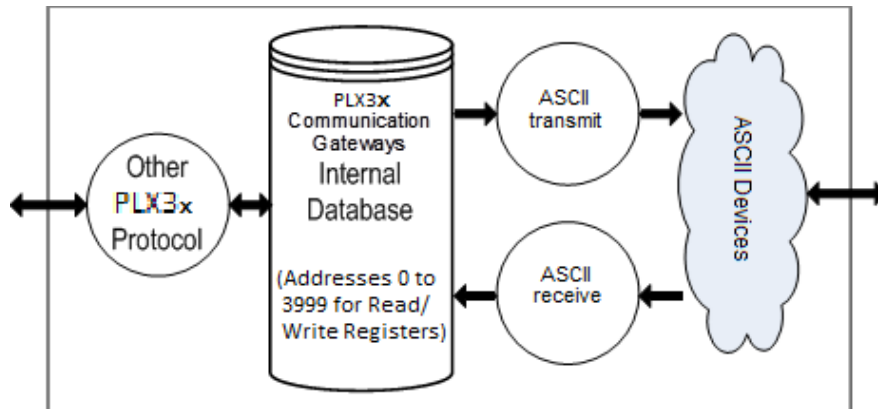 Other
PLX3x
Protocol
PLX3x
Communication
Gateways
Internal
Database
(Addresses 0 to
3999 for Read/
Write Registers)
ASCII
transmit
ASCII
receive
ASCII Devices